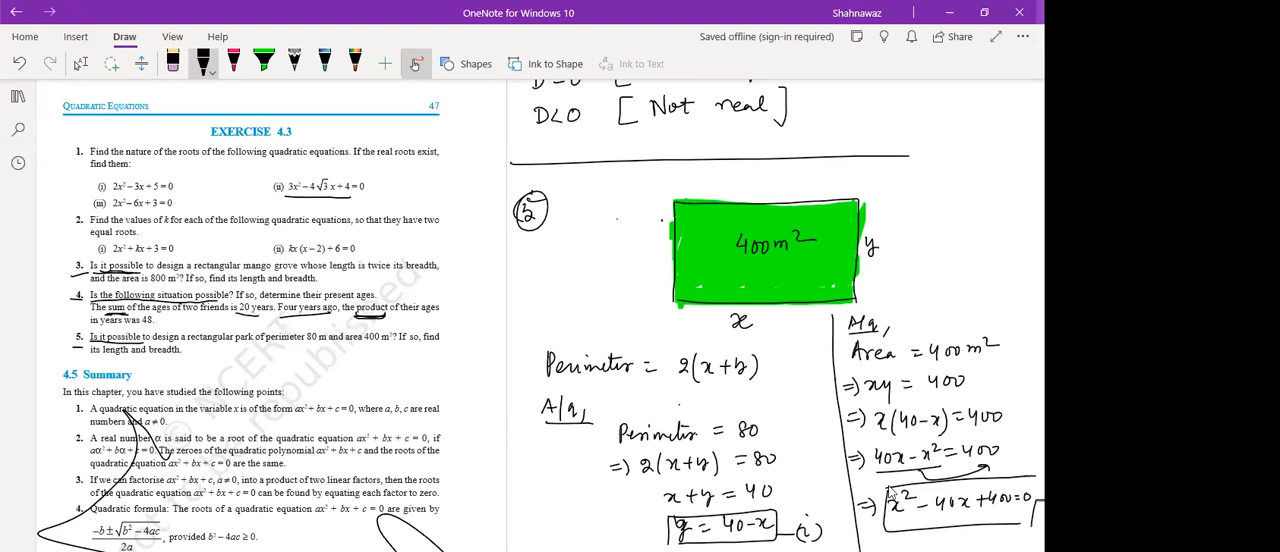 OneNote for Windows 10
Shahnawaz
Home Insert Draw View Help
Saved offline (sign-in required) Share
Shapes Ink to Shape Ink to Text
QUADRATIC EQUATIONS 47
EXERCISE 4.3
1. Find the nature of the roots of the following quadratic equations. If the real roots exist,
find them:
(i) 2x² – 3x + 5 = 0 (ii) 3x² – 4√3 x + 4 = 0
(iii) 2x² – 6x + 3 = 0
2. Find the values of k for each of the following quadratic equations, so that they have two
equal roots.
(i) 2x² + kx + 3 = 0 (ii) kx (x – 2) + 6 = 0
3. Is it possible to design a rectangular mango grove whose length is twice its breadth,
and the area is 800 m²? If so, find its length and breadth.
4. Is the following situation possible? If so, determine their present ages.
The sum of the ages of two friends is 20 years. Four years ago, the product of their ages
in years was 48.
5. Is it possible to design a rectangular park of perimeter 80 m and area 400 m²? If so, find
its length and breadth.
4.5 Summary
In this chapter, you have studied the following points:
1. A quadratic equation in the variable x is of the form ax² + bx + c = 0, where a, b, c are real
numbers and a ≠ 0.
2. A real number α is said to be a root of the quadratic equation ax² + bx + c = 0, if
aα² + bα + c = 0. The zeroes of the quadratic polynomial ax² + bx + c and the roots of the
quadratic equation ax² + bx + c = 0 are the same.
3. If we can factorise ax² + bx + c, a ≠ 0, into a product of two linear factors, then the roots
of the quadratic equation ax² + bx + c = 0 can be found by equating each factor to zero.
4. Quadratic formula: The roots of a quadratic equation ax² + bx + c = 0 are given by
-b ± √(b² – 4ac) / 2a, provided b² – 4ac ≥ 0.
© NCERT
not to be republished
D<0 [Not real]
400 m²
y
x
Perimeter = 2(x+y)
A/q,
Perimeter = 80
⇒ 2(x+y) = 80
x+y = 40
y = 40-x —(i)
A/q,
Area = 400 m²
⇒ xy = 400
⇒ x(40-x) = 400
⇒ 40x - x² = 400
⇒ x² - 40x + 400 = 0